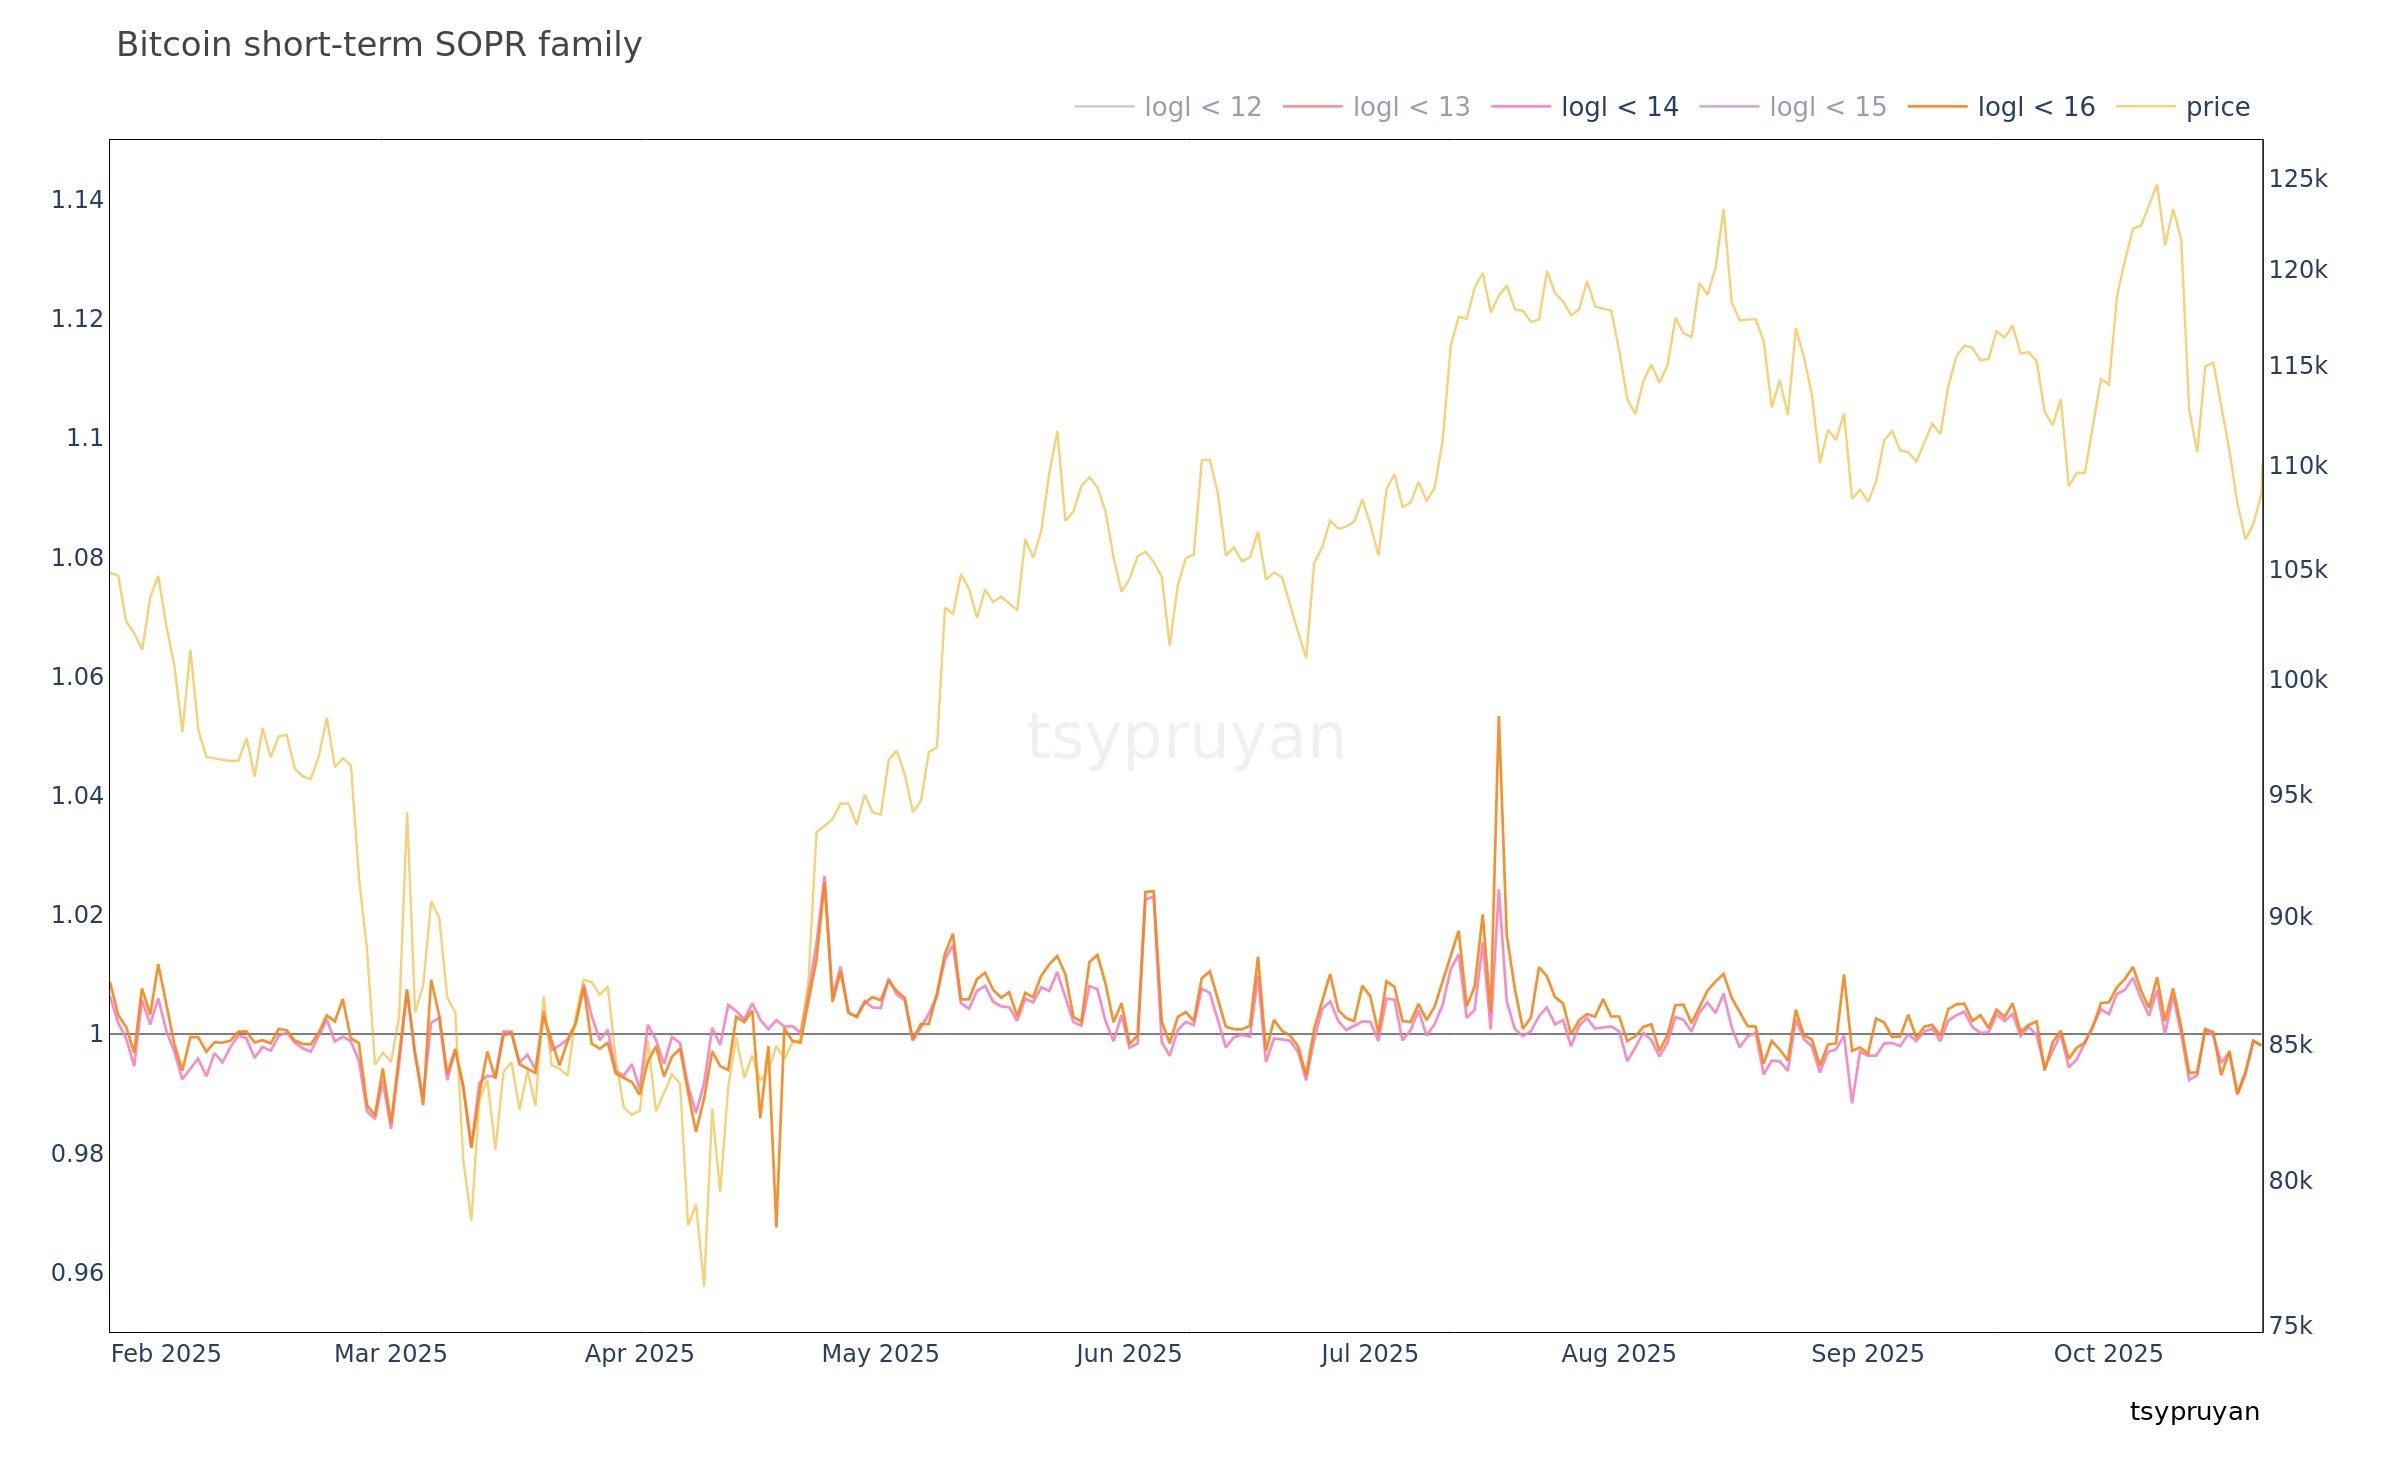 Bitcoin short-term SOPR family
logl < 12 logl < 13 logl < 14 logl < 15 logl < 16 price
1.14
1.12
1.1
1.08
1.06
1.04
1.02
1
0.98
0.96
125k
120k
115k
110k
105k
100k
95k
90k
85k
80k
75k
tsypruyan
Feb 2025 Mar 2025 Apr 2025 May 2025 Jun 2025 Jul 2025 Aug 2025 Sep 2025 Oct 2025
tsypruyan